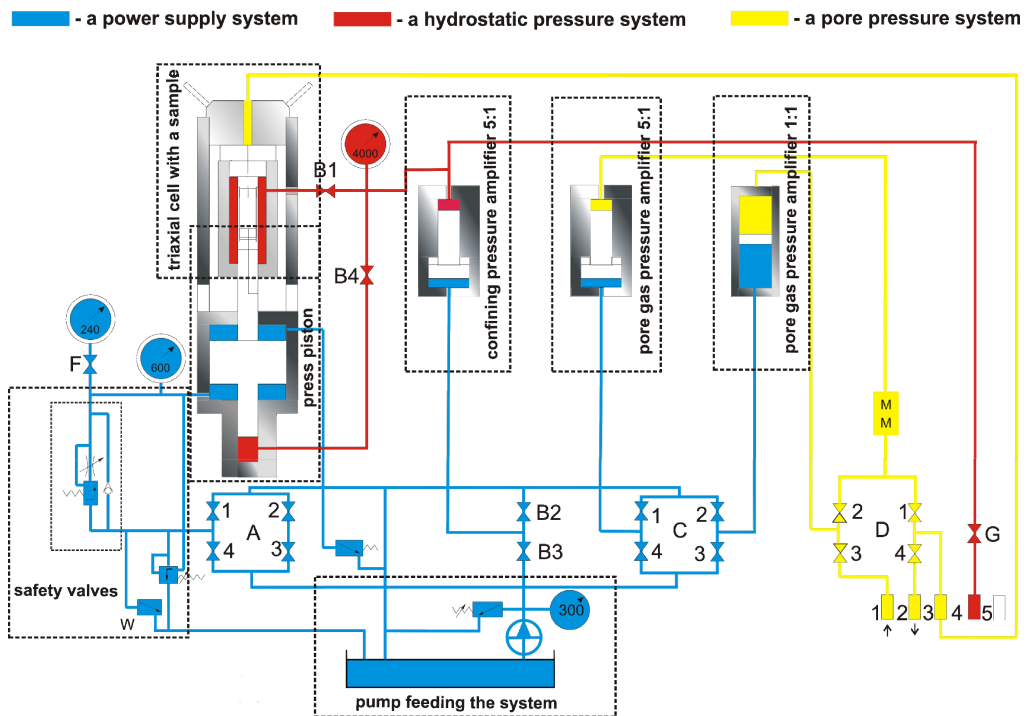 - a power supply system
- a hydrostatic pressure system
- a pore pressure system
triaxial cell with a sample
press piston
confining pressure amplifier 5:1
pore gas pressure amplifier 5:1
pore gas pressure amplifier 1:1
4000
B1
B4
240
600
F
M
M
1
2
A
4
3
B2
B3
1
2
C
4
3
2
1
D
3
4
G
safety valves
w
300
1
2
3
4
5
pump feeding the system